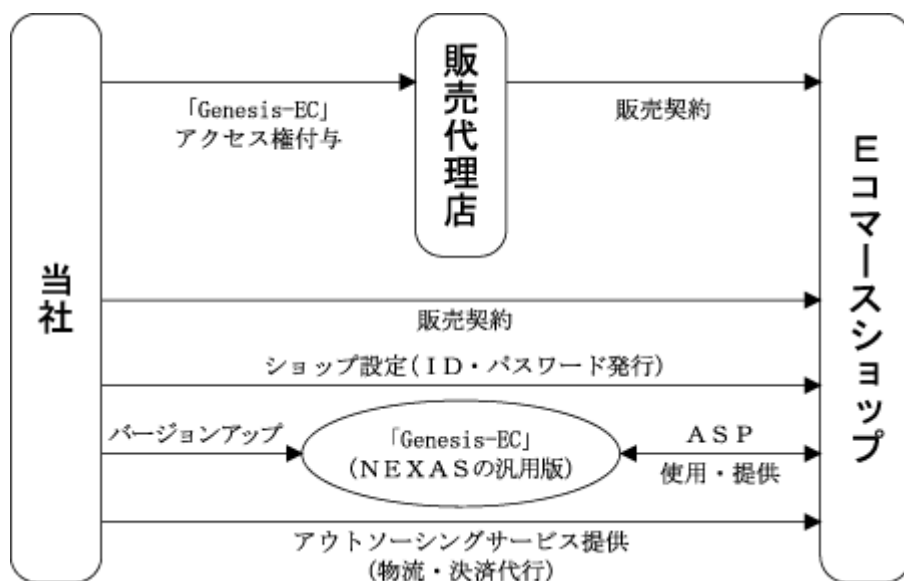 当社
「Genesis-EC」
アクセス権付与
販売代理店
販売契約
Eコマースショップ
販売契約
ショップ設定(ＩＤ・パスワード発行)
バージョンアップ
「Genesis-EC」
(ＮＥＸＡＳの汎用版)
ＡＳＰ
使用・提供
アウトソーシングサービス提供
(物流・決済代行)